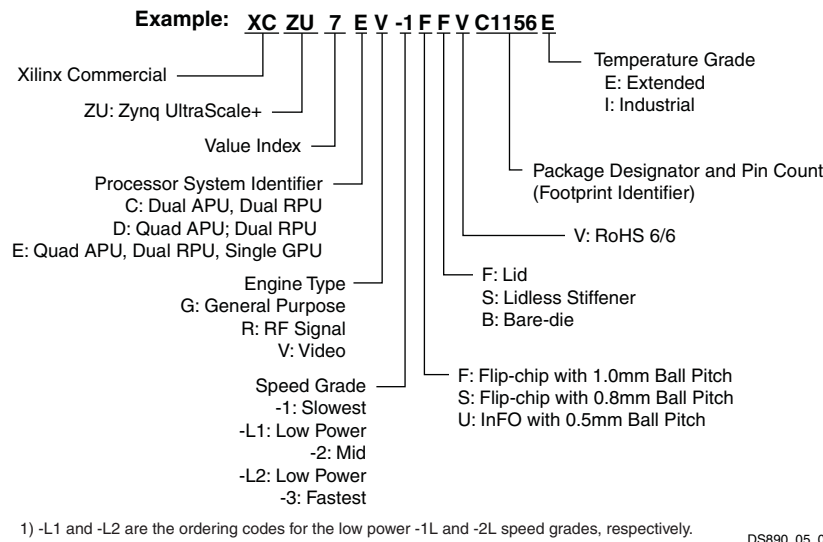 Example: XC ZU 7 E V -1 F F V C1156 E
Xilinx Commercial
ZU: Zynq UltraScale+
Value Index
Processor System Identifier
C: Dual APU, Dual RPU
D: Quad APU; Dual RPU
E: Quad APU, Dual RPU, Single GPU
Engine Type
G: General Purpose
R: RF Signal
V: Video
Speed Grade
-1: Slowest
-L1: Low Power
-2: Mid
-L2: Low Power
-3: Fastest
Temperature Grade
E: Extended
I: Industrial
Package Designator and Pin Count
(Footprint Identifier)
V: RoHS 6/6
F: Lid
S: Lidless Stiffener
B: Bare-die
F: Flip-chip with 1.0mm Ball Pitch
S: Flip-chip with 0.8mm Ball Pitch
U: InFO with 0.5mm Ball Pitch
1) -L1 and -L2 are the ordering codes for the low power -1L and -2L speed grades, respectively.